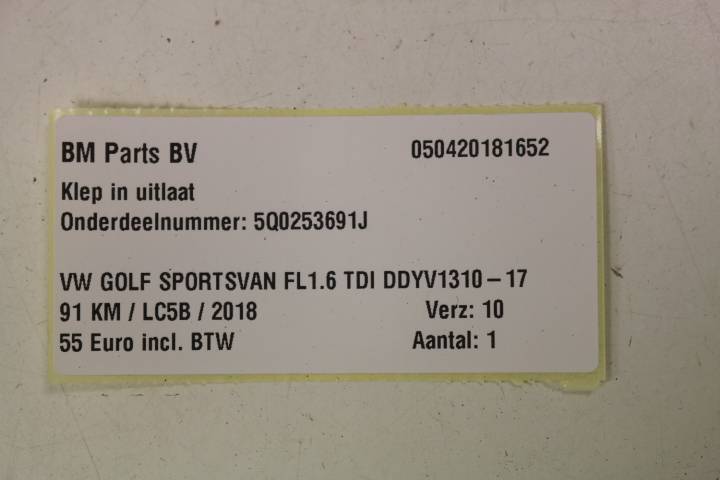 BM Parts BV 050420181652
Klep in uitlaat
Onderdeelnummer: 5Q0253691J
VW GOLF SPORTSVAN FL1.6 TDI DDYV1310-17
91 KM / LC5B / 2018 Verz: 10
55 Euro incl. BTW Aantal: 1